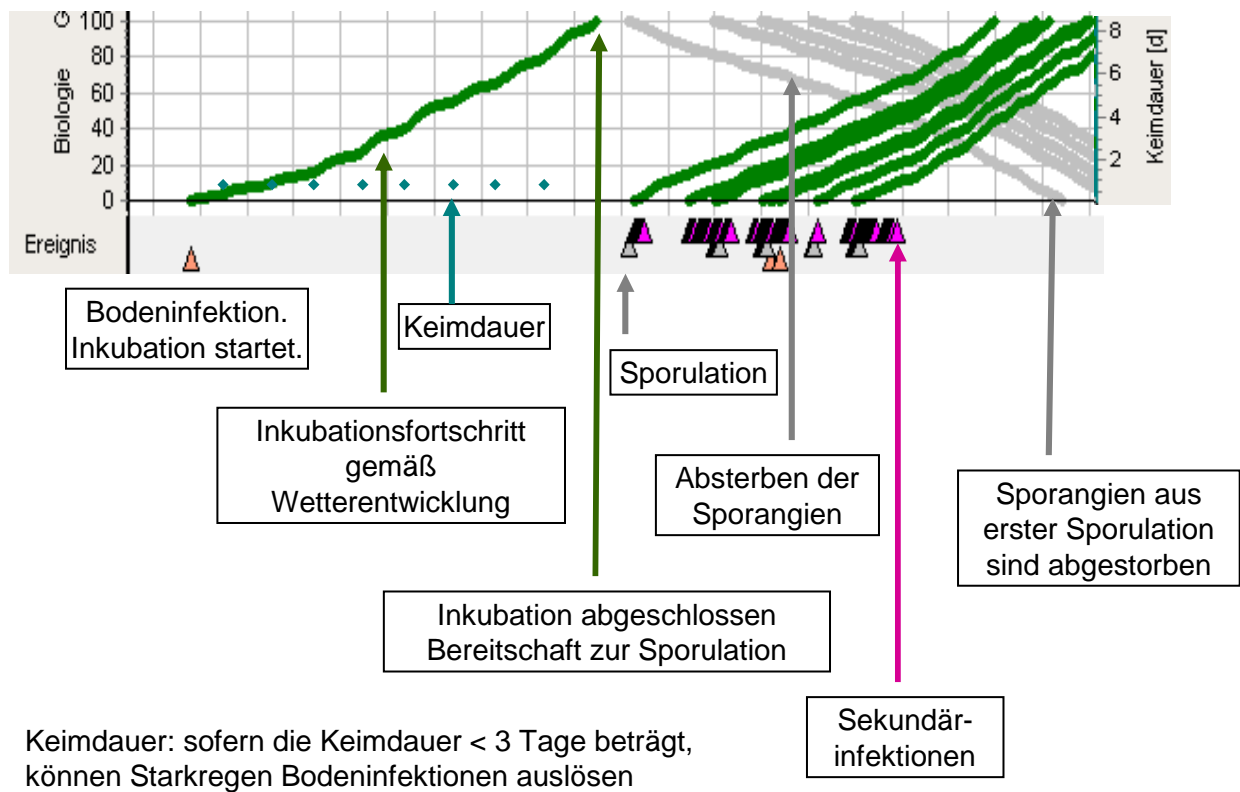 100
80
60
40
20
0
Biologie
G
8
6
4
2
Keimdauer [d]
Ereignis
Bodeninfektion.
Inkubation startet.
Keimdauer
Sporulation
Inkubationsfortschritt
gemäß
Wetterentwicklung
Absterben der
Sporangien
Sporangien aus
erster Sporulation
sind abgestorben
Inkubation abgeschlossen
Bereitschaft zur Sporulation
Sekundär-
infektionen
Keimdauer: sofern die Keimdauer < 3 Tage beträgt,
können Starkregen Bodeninfektionen auslösen